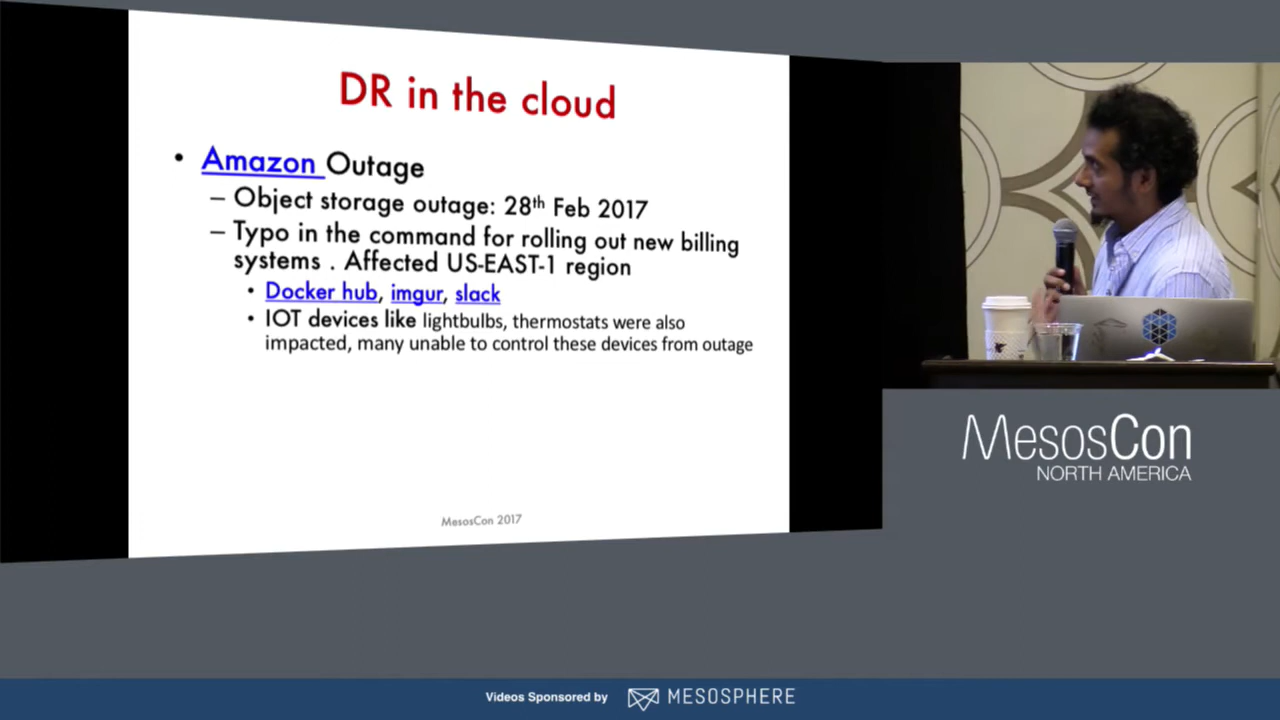 DR in the cloud
• Amazon Outage
– Object storage outage: 28th Feb 2017
– Typo in the command for rolling out new billing
systems . Affected US-EAST-1 region
• Docker hub, imgur, slack
• IOT devices like lightbulbs, thermostats were also
impacted, many unable to control these devices from outage
MesosCon 2017
MesosCon
NORTH AMERICA
Videos Sponsored by MESOSPHERE